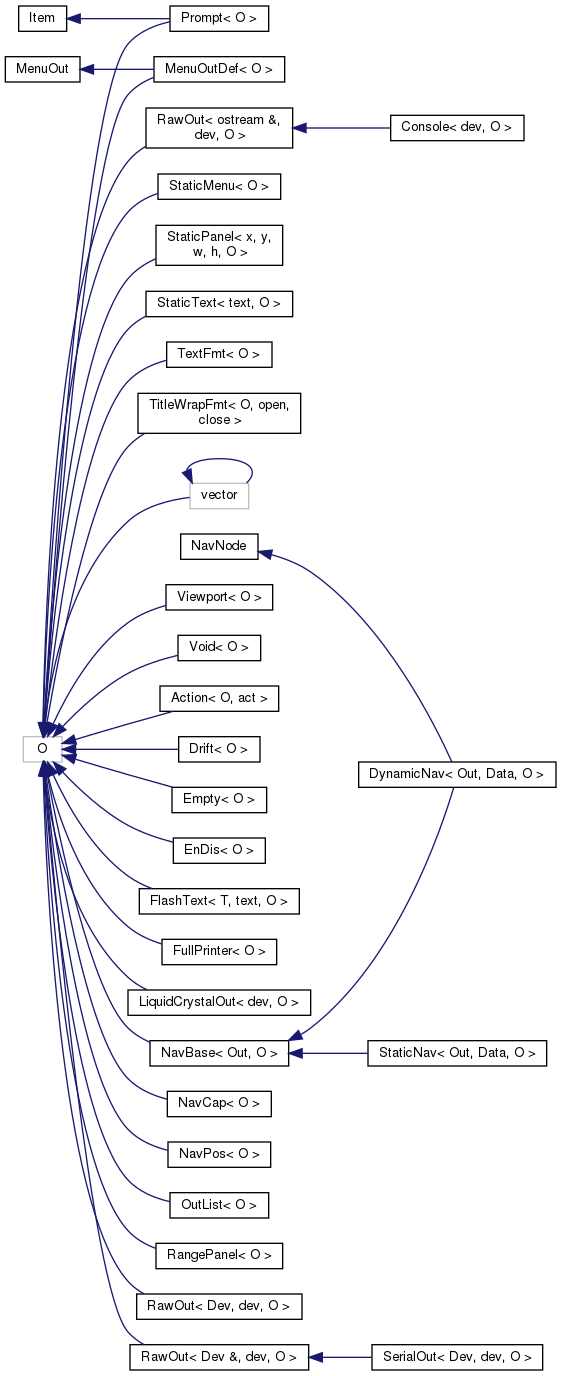 Item
Prompt< O >
MenuOut
MenuOutDef< O >
RawOut< ostream &,
dev, O >
Console< dev, O >
StaticMenu< O >
StaticPanel< x, y,
w, h, O >
StaticText< text, O >
TextFmt< O >
TitleWrapFmt< O, open,
close >
vector
NavNode
Viewport< O >
Void< O >
Action< O, act >
O
Drift< O >
DynamicNav< Out, Data, O >
Empty< O >
EnDis< O >
FlashText< T, text, O >
FullPrinter< O >
LiquidCrystalOut< dev, O >
NavBase< Out, O >
StaticNav< Out, Data, O >
NavCap< O >
NavPos< O >
OutList< O >
RangePanel< O >
RawOut< Dev, dev, O >
RawOut< Dev &, dev, O >
SerialOut< Dev, dev, O >